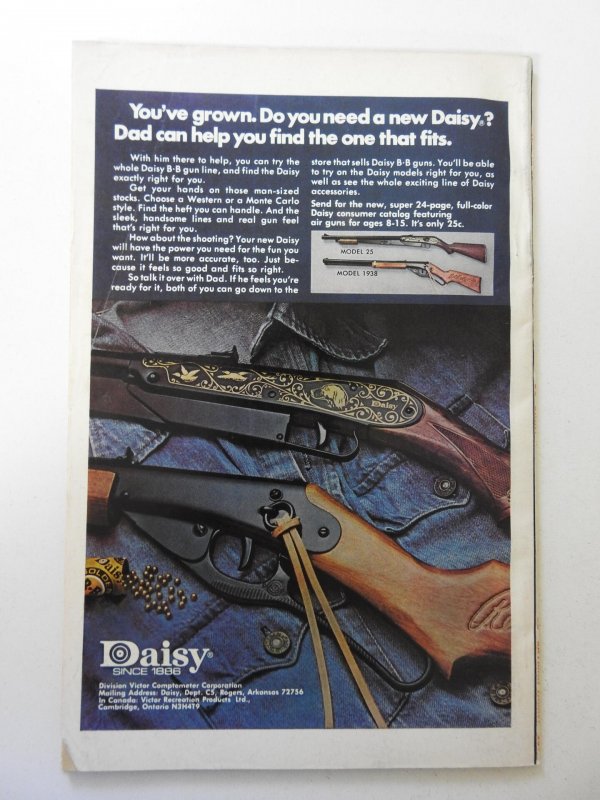 You've grown. Do you need a new Daisy®?
Dad can help you find the one that fits.
With him there to help, you can try the
whole Daisy B·B gun line, and find the Daisy
exactly right for you.
Get your hands on those man-sized
stocks. Choose a Western or a Monte Carlo
style. Find the heft you can handle. And the
sleek, handsome lines and real gun feel
that's right for you.
How about the shooting? Your new Daisy
will have the power you need for the fun you
want. It'll be more accurate, too. Just be-
cause it feels so good and fits so right.
So talk it over with Dad. If he feels you're
ready for it, both of you can go down to the
store that sells Daisy B·B guns. You'll be able
to try on the Daisy models right for you, as
well as see the whole exciting line of Daisy
accessories.
Send for the new, super 24-page, full-color
Daisy consumer catalog featuring
air guns for ages 8-15. It's only 25c.
MODEL 25
MODEL 1938
Daisy
Daisy
Daisy®
SINCE 1886
Division Victor Comptometer Corporation
Mailing Address: Daisy, Dept. C5, Rogers, Arkansas 72756
In Canada: Victor Recreation Products Ltd.,
Cambridge, Ontario N3H4T9